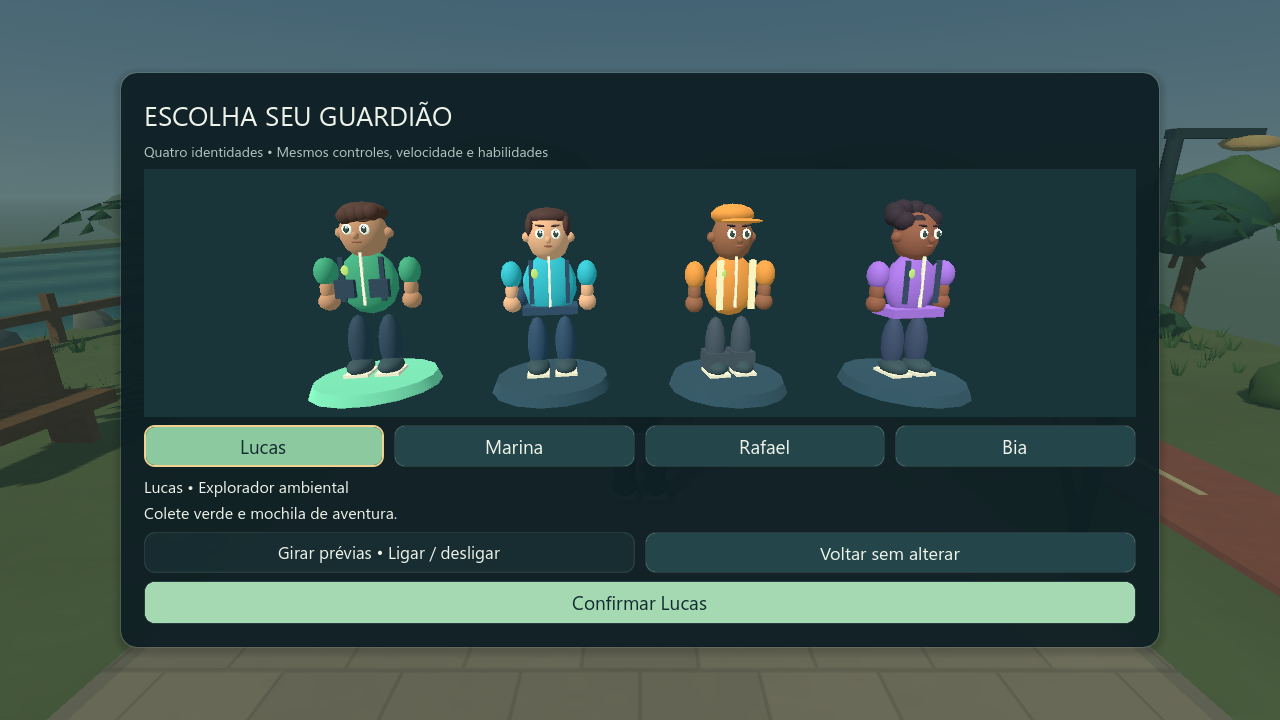 ESCOLHA SEU GUARDIÃO
Quatro identidades • Mesmos controles, velocidade e habilidades
Lucas
Marina
Rafael
Bia
Lucas • Explorador ambiental
Colete verde e mochila de aventura.
Girar prévias • Ligar / desligar
Voltar sem alterar
Confirmar Lucas